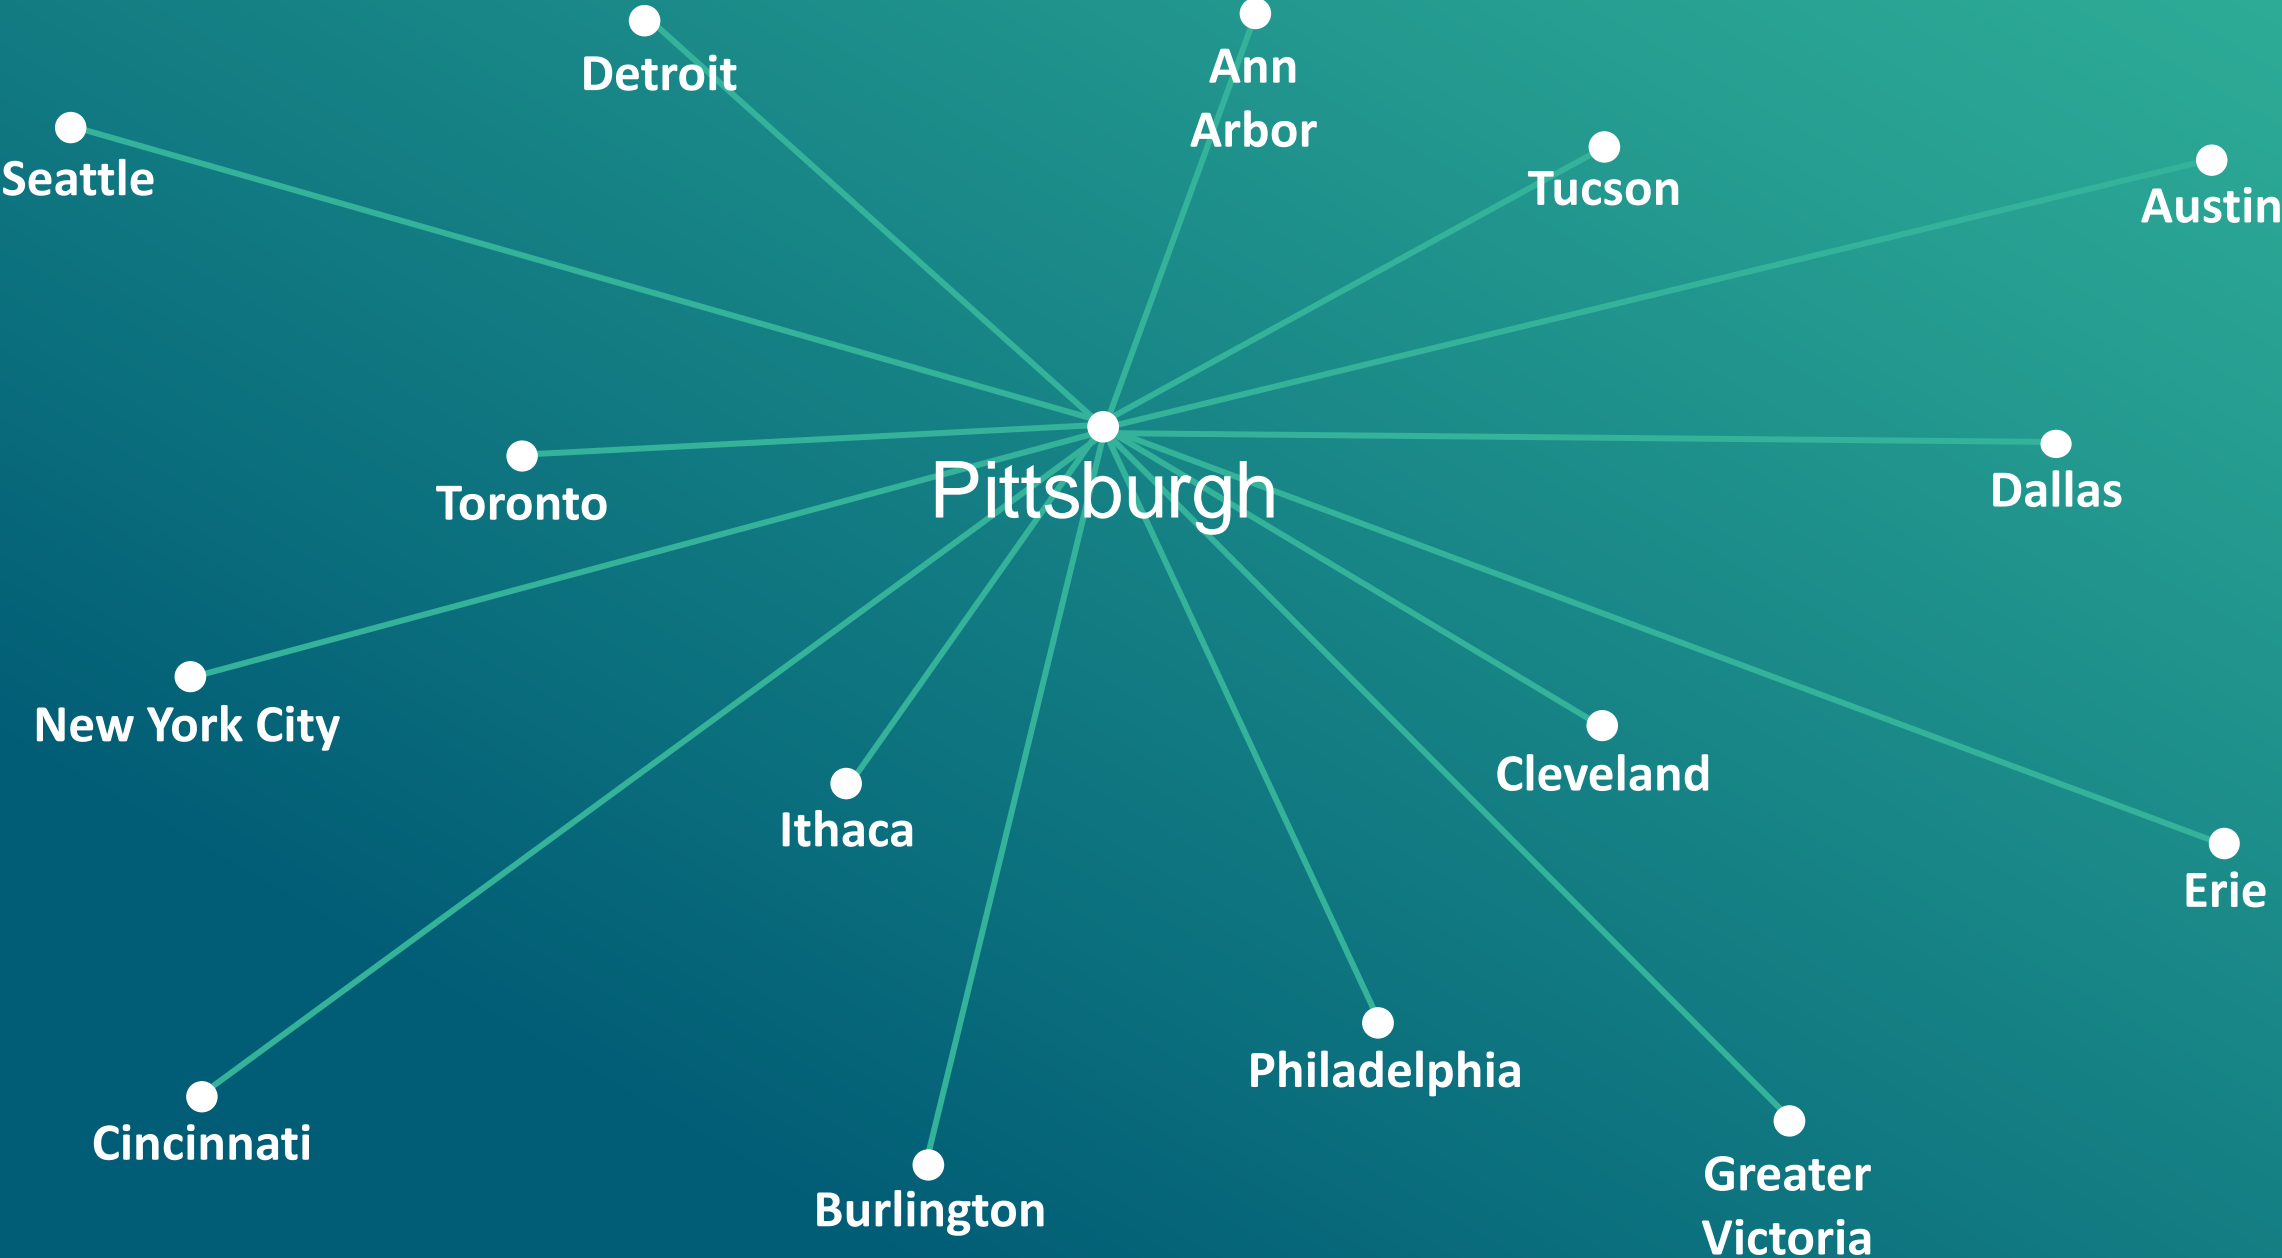 Detroit
Ann
Arbor
Seattle
Tucson
Austin
Toronto
Pittsburgh
Dallas
New York City
Cleveland
Ithaca
Erie
Philadelphia
Cincinnati
Burlington
Greater
Victoria